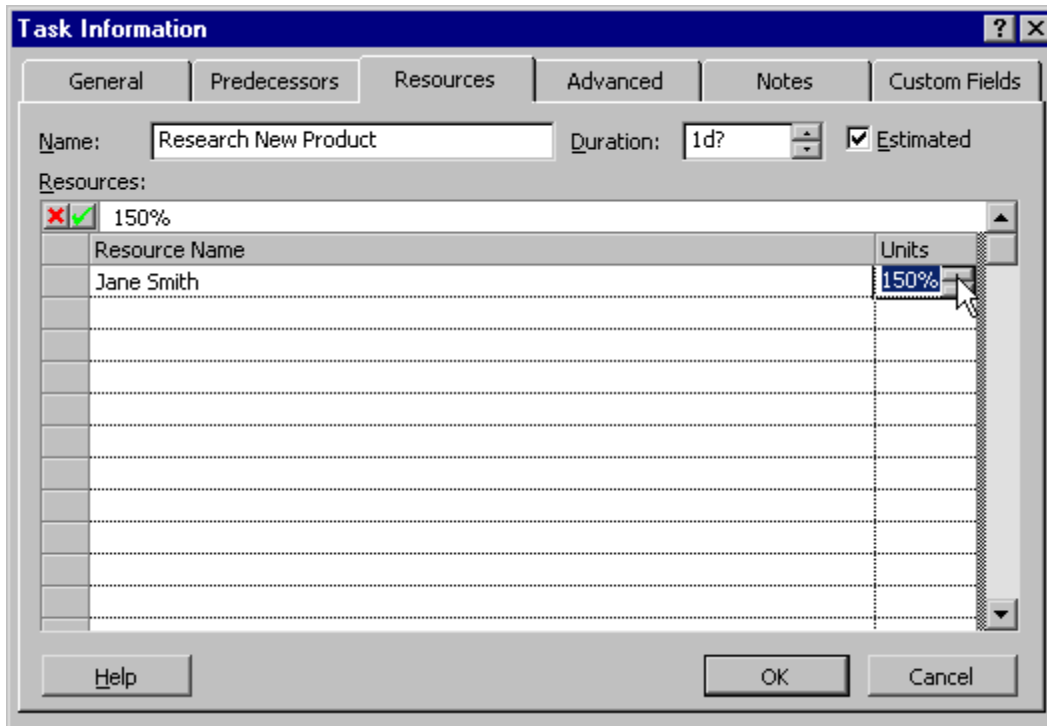 Task Information
General Predecessors Resources Advanced Notes Custom Fields
Name: Research New Product Duration: 1d? Estimated
Resources:
150%
Resource Name Units
Jane Smith 150%
Help OK Cancel